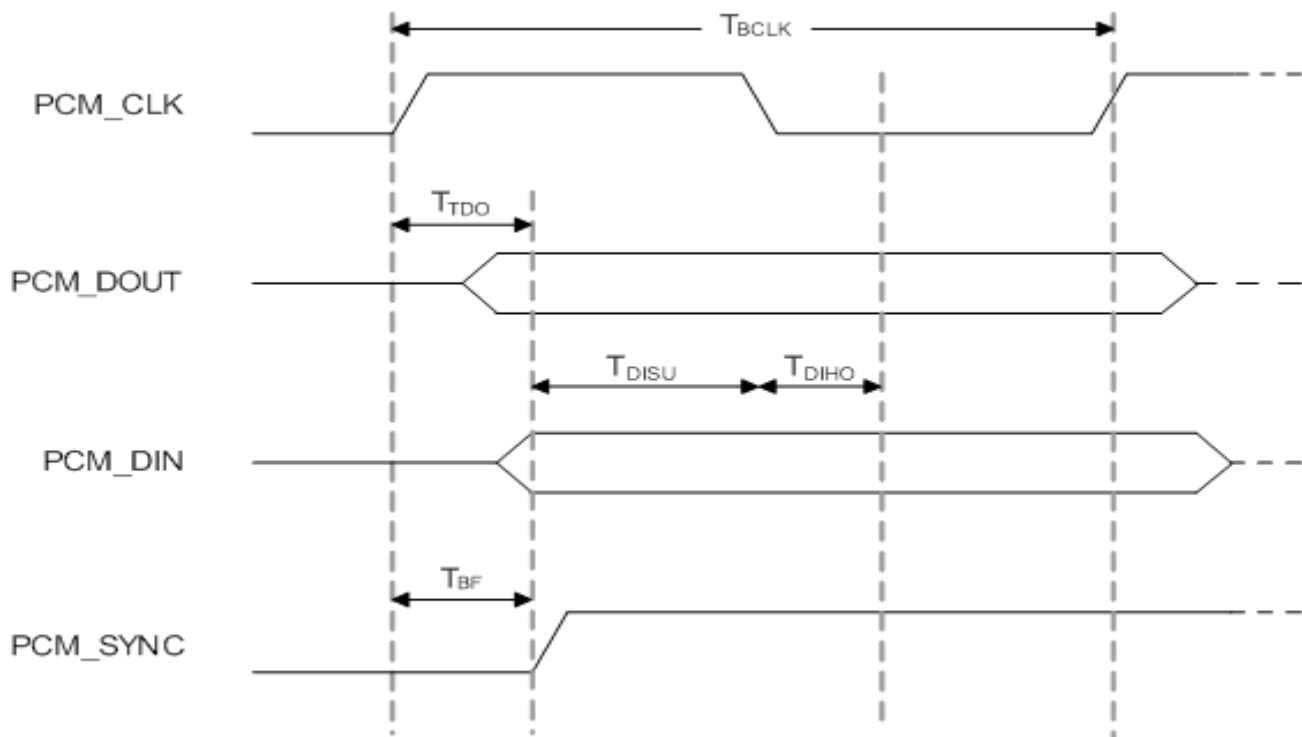 TBCLK
PCM_CLK
TTDO
PCM_DOUT
TDISU
TDIHO
PCM_DIN
TBF
PCM_SYNC